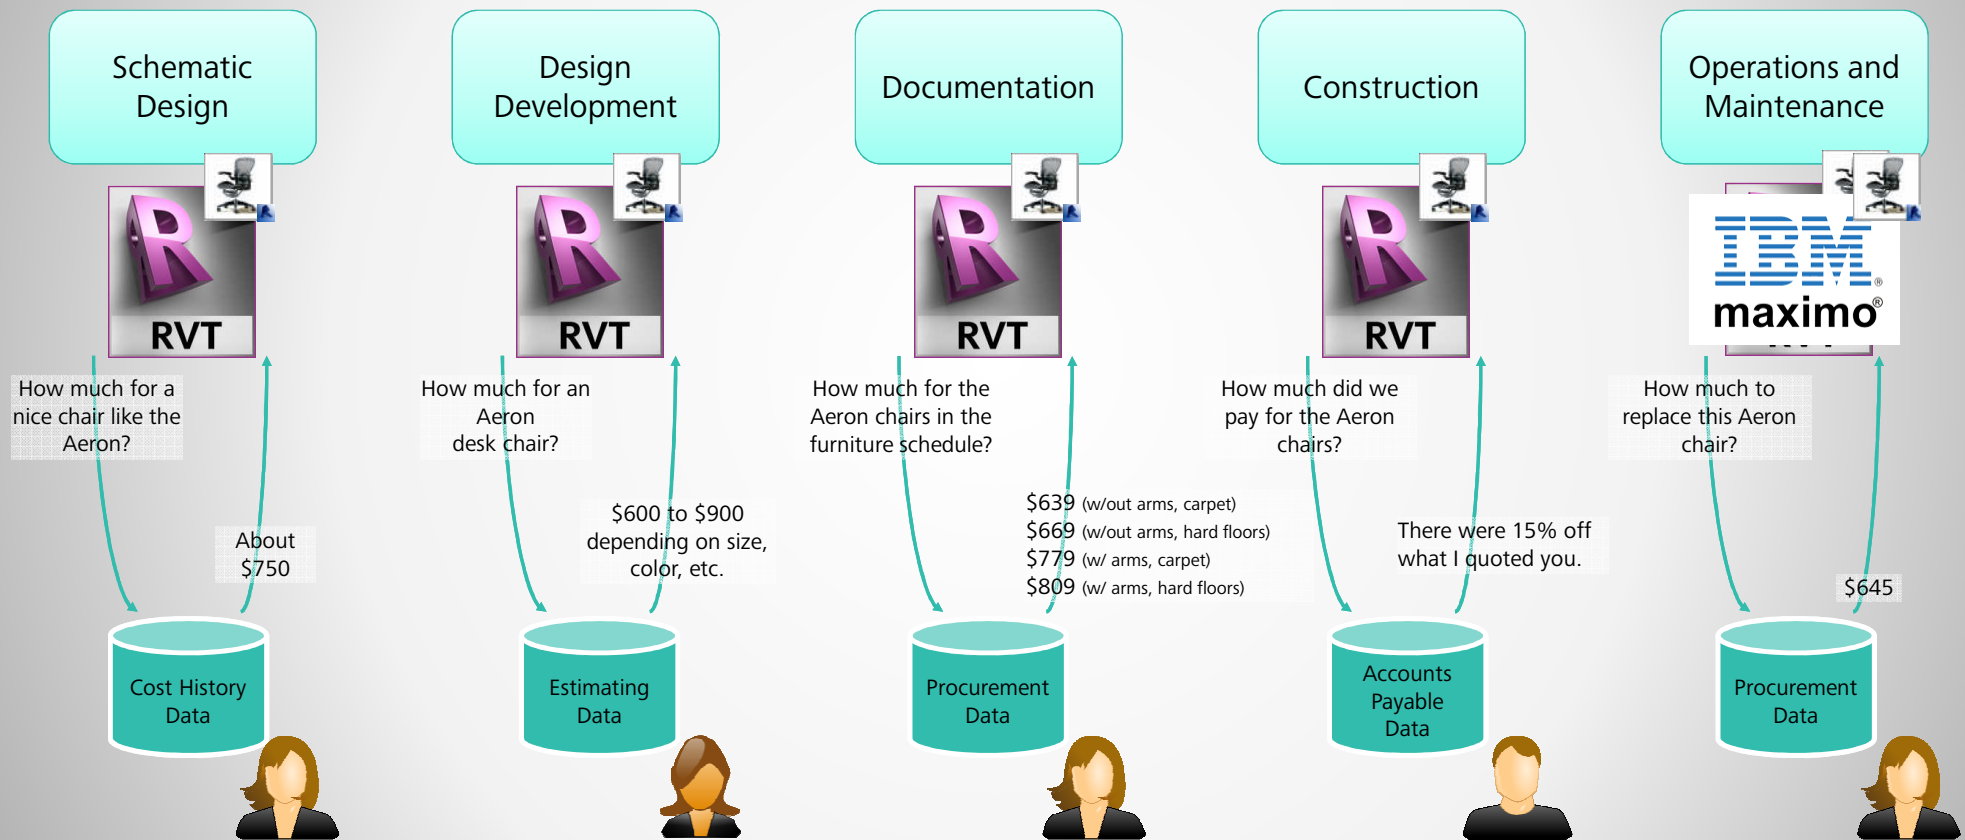 Schematic
Design
Design
Development
Documentation
Construction
Operations and
Maintenance
RVT
RVT
RVT
RVT
IBM®
maximo®
How much for a
nice chair like the
Aeron?
How much for an
Aeron
desk chair?
How much for the
Aeron chairs in the
furniture schedule?
How much did we
pay for the Aeron
chairs?
How much to
replace this Aeron
chair?
About
$750
$600 to $900
depending on size,
color, etc.
$639 (w/out arms, carpet)
$669 (w/out arms, hard floors)
$779 (w/ arms, carpet)
$809 (w/ arms, hard floors)
There were 15% off
what I quoted you.
$645
Cost History
Data
Estimating
Data
Procurement
Data
Accounts
Payable
Data
Procurement
Data